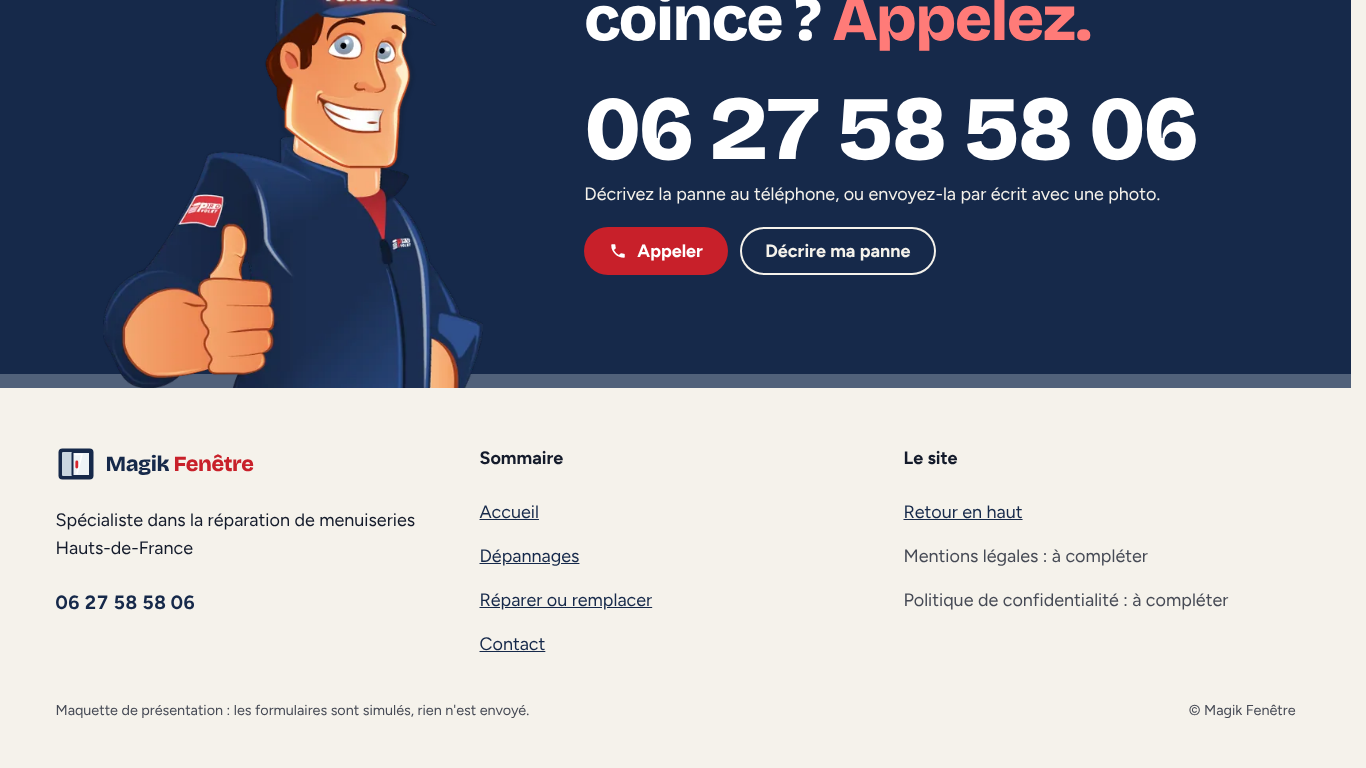 coince ? Appelez.
06 27 58 58 06
Décrivez la panne au téléphone, ou envoyez-la par écrit avec une photo.
Appeler
Décrire ma panne
Magik Fenêtre
Spécialiste dans la réparation de menuiseries
Hauts-de-France
06 27 58 58 06
Sommaire
Accueil
Dépannages
Réparer ou remplacer
Contact
Le site
Retour en haut
Mentions légales : à compléter
Politique de confidentialité : à compléter
Maquette de présentation : les formulaires sont simulés, rien n'est envoyé.
© Magik Fenêtre